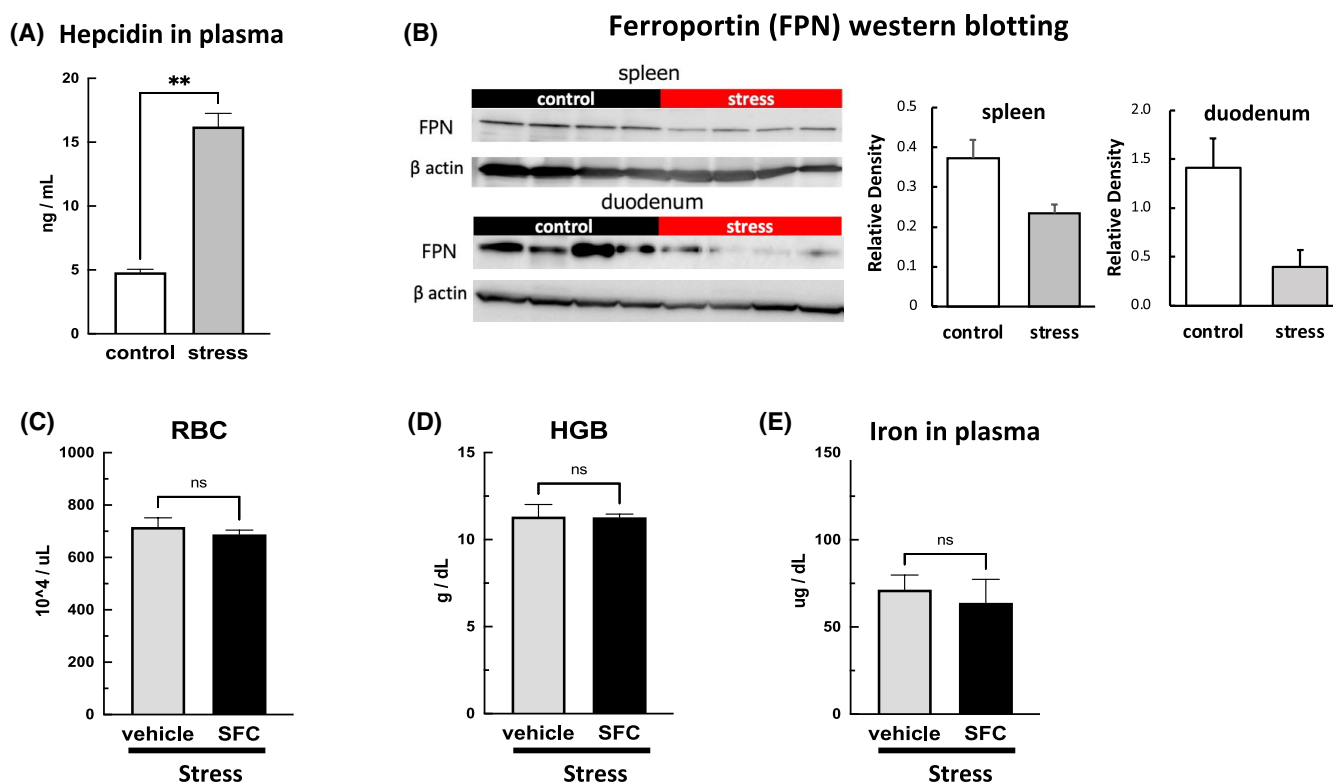 (A) Hepcidin in plasma
20
15
10
5
0
ng / mL
**
control stress
(B) Ferroportin (FPN) western blotting
spleen
control stress
FPN
β actin
duodenum
control stress
FPN
β actin
spleen
0.5
0.4
0.3
0.2
0.1
0
Relative Density
control stress
duodenum
2.0
1.5
1.0
0.5
0.0
Relative Density
control stress
(C) RBC
1000
800
600
400
200
0
10^4 / uL
ns
vehicle SFC
Stress
(D) HGB
15
10
5
0
g / dL
ns
vehicle SFC
Stress
(E) Iron in plasma
150
100
50
0
ug / dL
ns
vehicle SFC
Stress